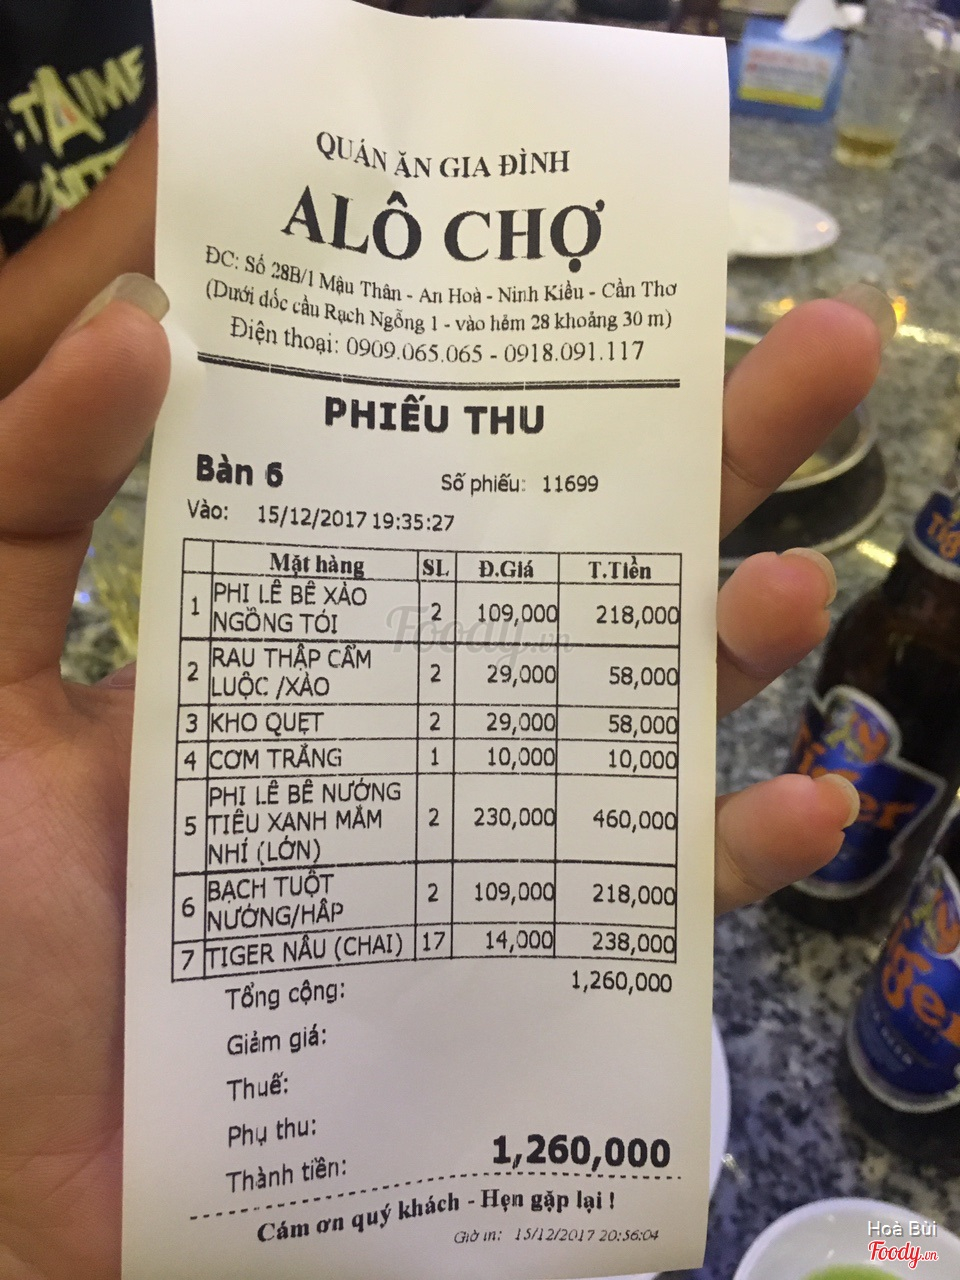 QUÁN ĂN GIA ĐÌNH
ALÔ CHỢ
ĐC: Số 28B/1 Mậu Thân - An Hoà - Ninh Kiều - Cần Thơ
(Dưới dốc cầu Rạch Ngỗng 1 - vào hẻm 28 khoảng 30 m)
Điện thoại: 0909.065.065 - 0918.091.117
PHIẾU THU
Bàn 6 Số phiếu: 11699
Vào: 15/12/2017 19:35:27
Mặt hàng SL Đ.Giá T.Tiền
1 PHI LÊ BÊ XÀO NGỒNG TỎI 2 109,000 218,000
2 RAU THẬP CẨM LUỘC /XÀO 2 29,000 58,000
3 KHO QUẸT 2 29,000 58,000
4 CƠM TRẮNG 1 10,000 10,000
5 PHI LÊ BÊ NƯỚNG TIÊU XANH MẮM NHÍ (LỚN) 2 230,000 460,000
6 BẠCH TUỘT NƯỚNG/HẤP 2 109,000 218,000
7 TIGER NÂU (CHAI) 17 14,000 238,000
Tổng cộng: 1,260,000
Giảm giá:
Thuế:
Phụ thu:
Thành tiền: 1,260,000
Cám ơn quý khách - Hẹn gặp lại !
Giờ in: 15/12/2017 20:56:04
Foody.vn
Tiger
Tiger
Tiger
Hoà Bùi
Foody.vn